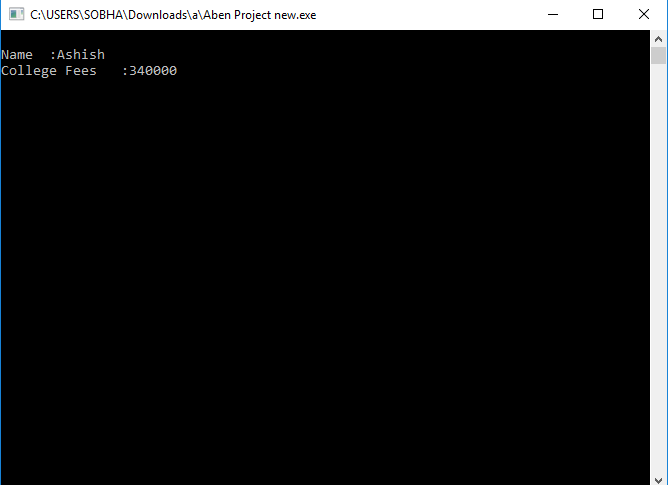 C:\USERS\SOBHA\Downloads\a\Aben Project new.exe
Name  :Ashish
College Fees   :340000